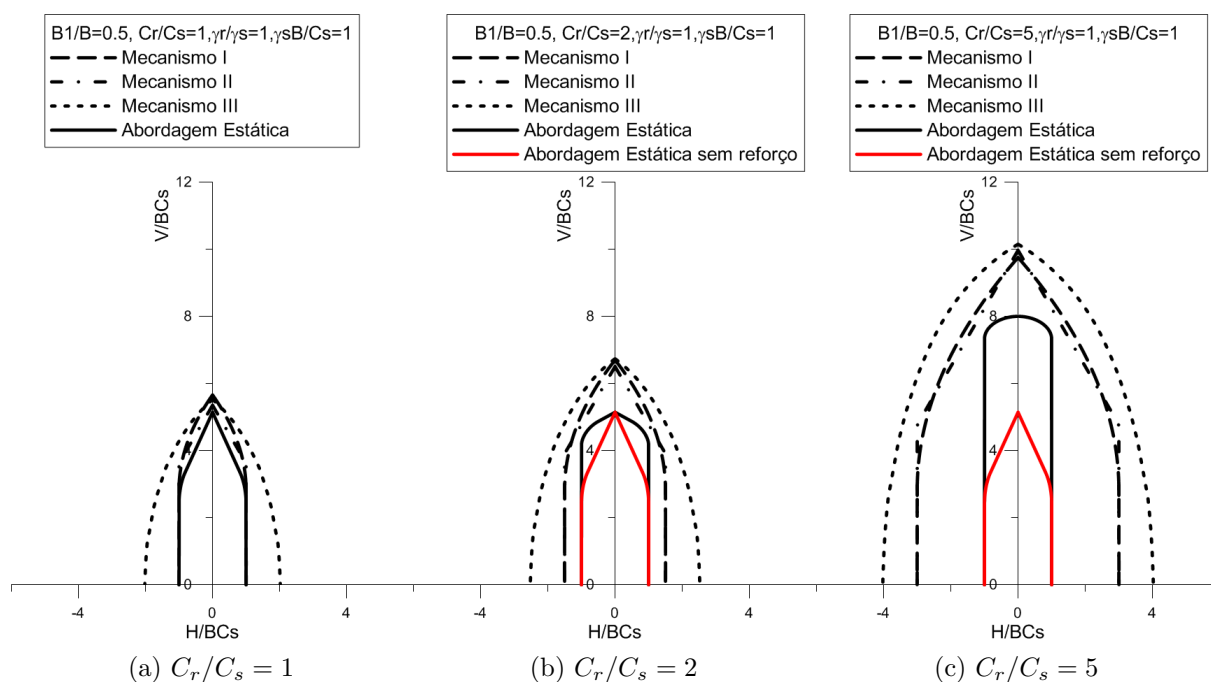 B1/B=0.5, Cr/Cs=1,γr/γs=1,γsB/Cs=1
Mecanismo I
Mecanismo II
Mecanismo III
Abordagem Estática
B1/B=0.5, Cr/Cs=2,γr/γs=1,γsB/Cs=1
Mecanismo I
Mecanismo II
Mecanismo III
Abordagem Estática
Abordagem Estática sem reforço
B1/B=0.5, Cr/Cs=5,γr/γs=1,γsB/Cs=1
Mecanismo I
Mecanismo II
Mecanismo III
Abordagem Estática
Abordagem Estática sem reforço
12
V/BCs
4
0
-4 0 4
H/BCs
(a) Cr/Cs = 1
12
V/BCs
8
4
0
-4 0 4
H/BCs
(b) Cr/Cs = 2
12
V/BCs
8
4
0
-4 0 4
H/BCs
(c) Cr/Cs = 5